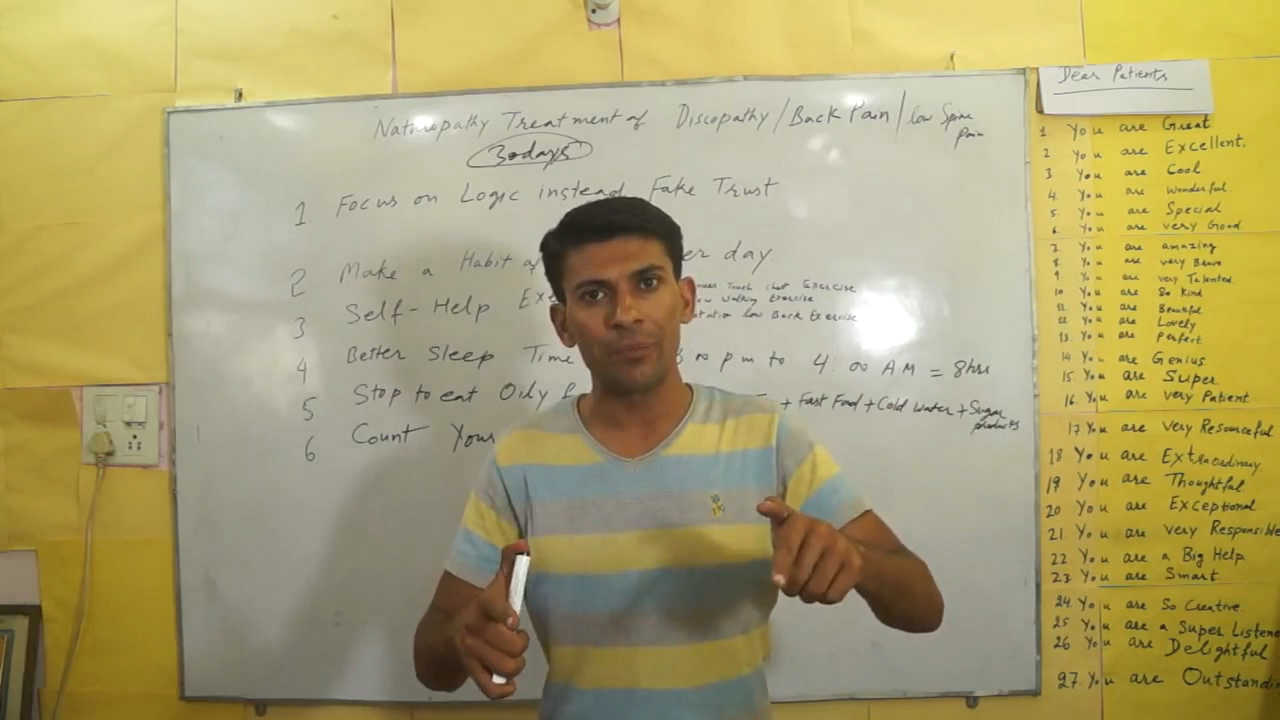 Naturopathy Treatment of Discopathy/Back Pain/low Spine
pain
30days
1. Focus on Logic instead Fake Trust
2 Make a Habit of er day
3 Self-Help Exe Touch chest Exercise
Walking Exercise
Low Back Exercise
4 Better Sleep Time 8:00 pm to 4:00 AM = 8hrs
5 Stop to eat Oily f + Fast Food + Cold water + Sugar
products
6 Count Your
Dear Patients
1. You are Great
2 You are Excellent.
3 You are Cool
4. You are Wonderful.
5. You are Special
6. You are very Good
7. You are amazing
8 You are very Brave
9. You are very Talented
10. You are So Kind
11. You are Beautiful
12 You are Lovely
13. You are Perfect
14 You are Genius
15. You are Super
16. You are very Patient
17 You are very Resourceful
18 You are Extraordinary
19 You are Thoughtful
20 You are Exceptional
21. You are very Responsible
22 You are a Big Help
23 You are Smart
24. You are So Creative
25 You are a Super Listene
26 You are Delightful
27. You are Outstandi